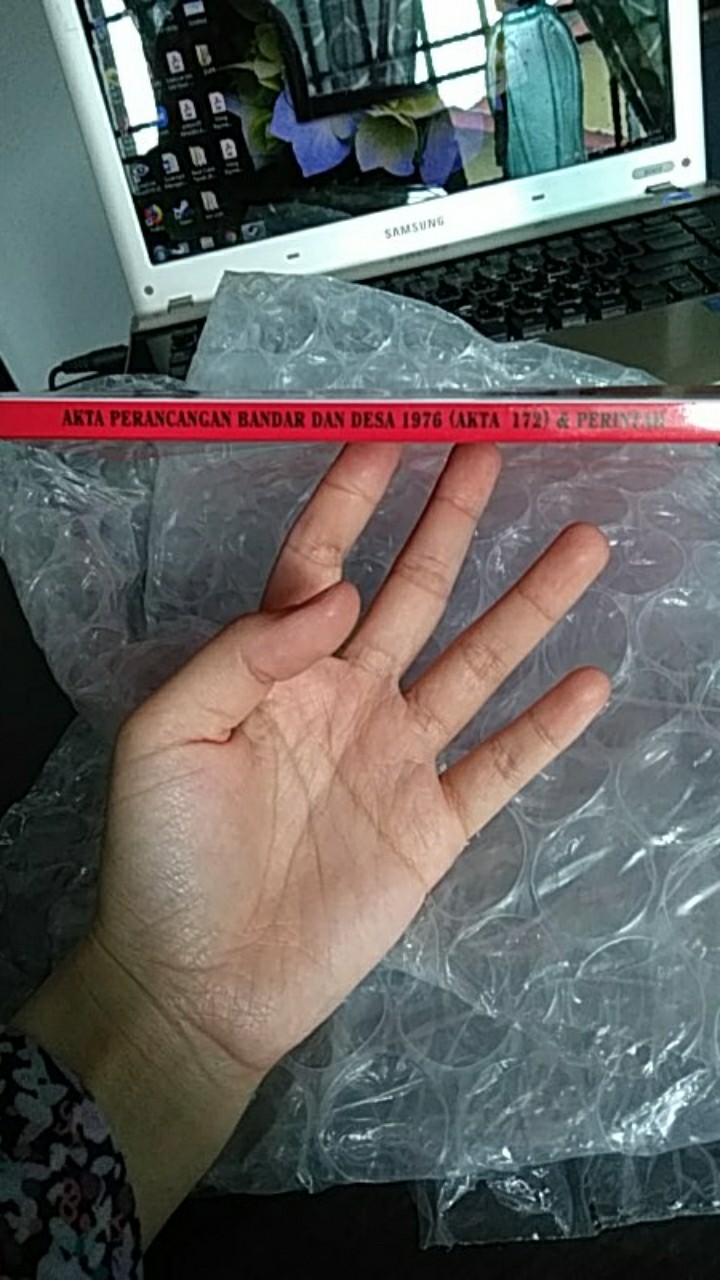 SAMSUNG
AKTA PERANCANGAN BANDAR DAN DESA 1976 (AKTA 172) & PERINTAH